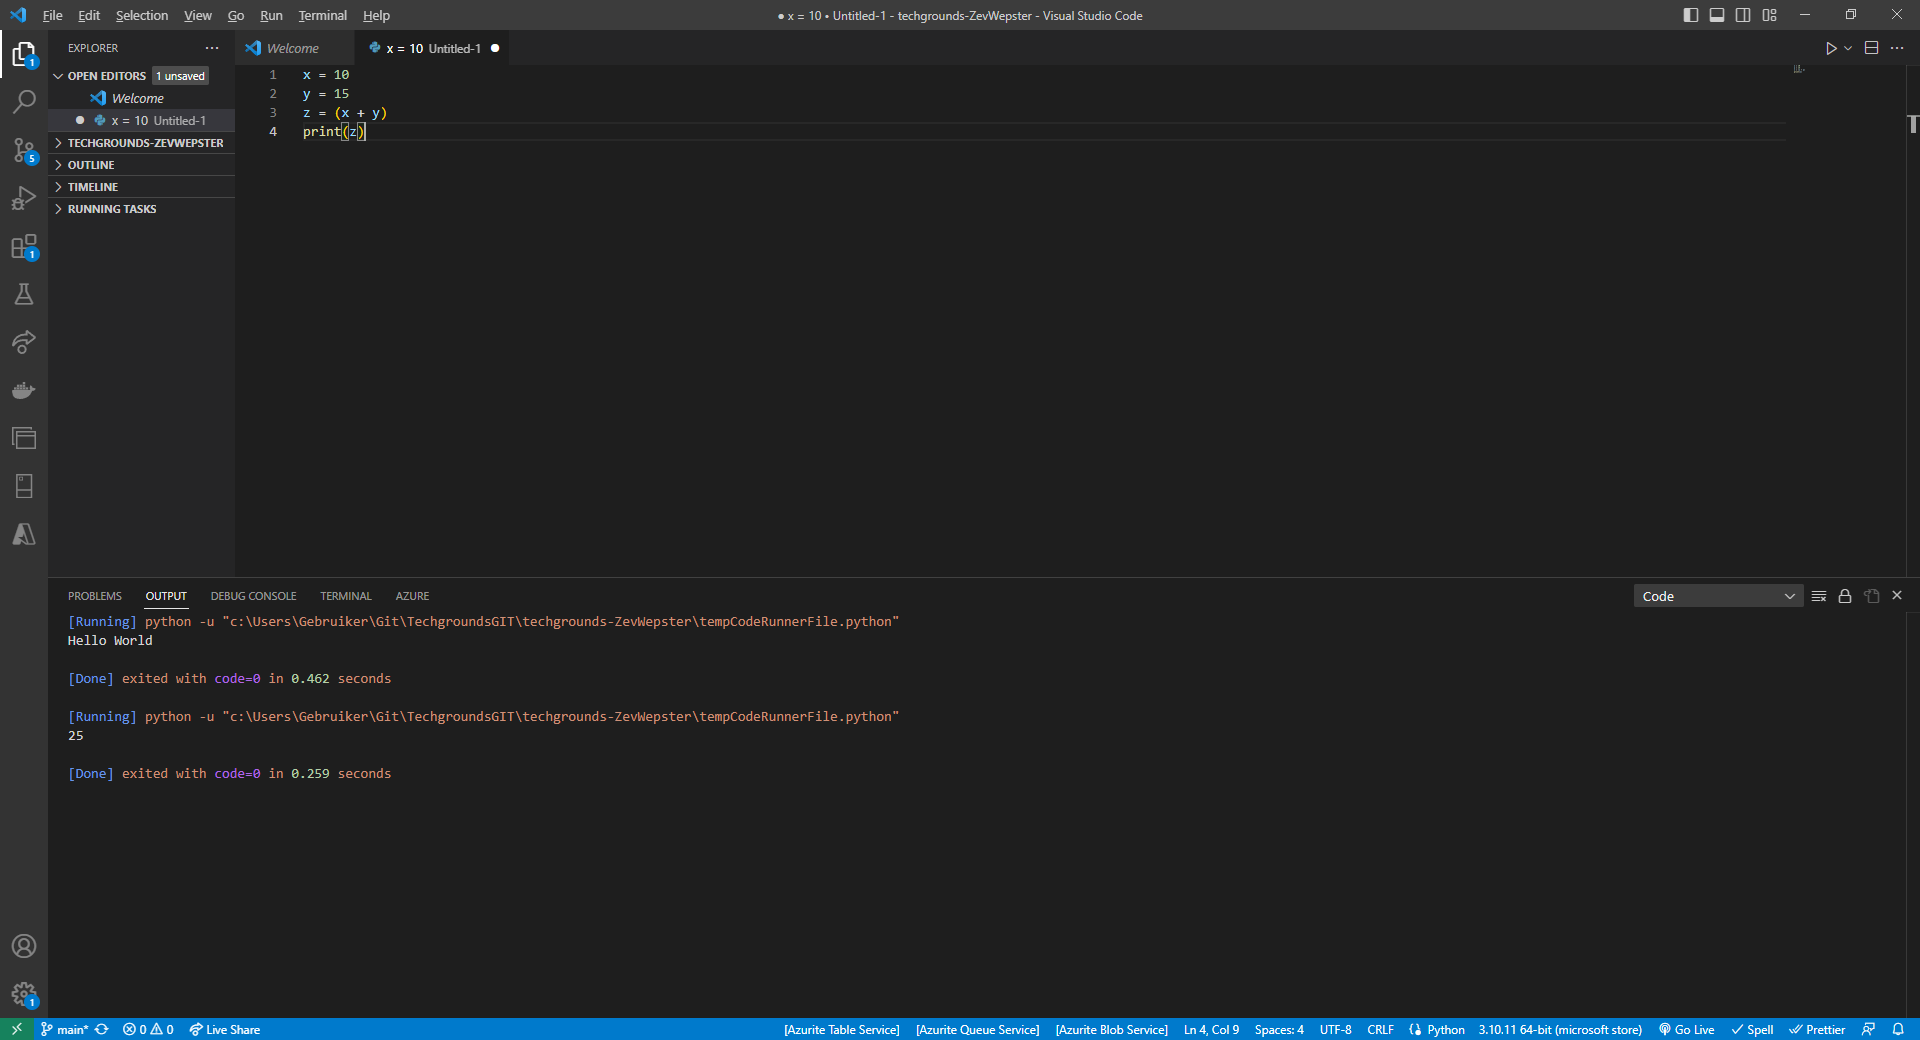 File Edit Selection View Go Run Terminal Help
● x = 10 • Untitled-1 - techgrounds-ZevWepster - Visual Studio Code
EXPLORER
OPEN EDITORS 1 unsaved
Welcome
x = 10 Untitled-1
TECHGROUNDS-ZEVWEPSTER
OUTLINE
TIMELINE
RUNNING TASKS
1
5
1
1
Welcome
x = 10 Untitled-1
1 x = 10
2 y = 15
3 z = (x + y)
4 print(z)
PROBLEMS OUTPUT DEBUG CONSOLE TERMINAL AZURE
Code
[Running] python -u "c:\Users\Gebruiker\Git\TechgroundsGIT\techgrounds-ZevWepster\tempCodeRunnerFile.python"
Hello World
[Done] exited with code=0 in 0.462 seconds
[Running] python -u "c:\Users\Gebruiker\Git\TechgroundsGIT\techgrounds-ZevWepster\tempCodeRunnerFile.python"
25
[Done] exited with code=0 in 0.259 seconds
main* 0 0 Live Share [Azurite Table Service] [Azurite Queue Service] [Azurite Blob Service] Ln 4, Col 9 Spaces: 4 UTF-8 CRLF Python 3.10.11 64-bit (microsoft store) Go Live Spell Prettier